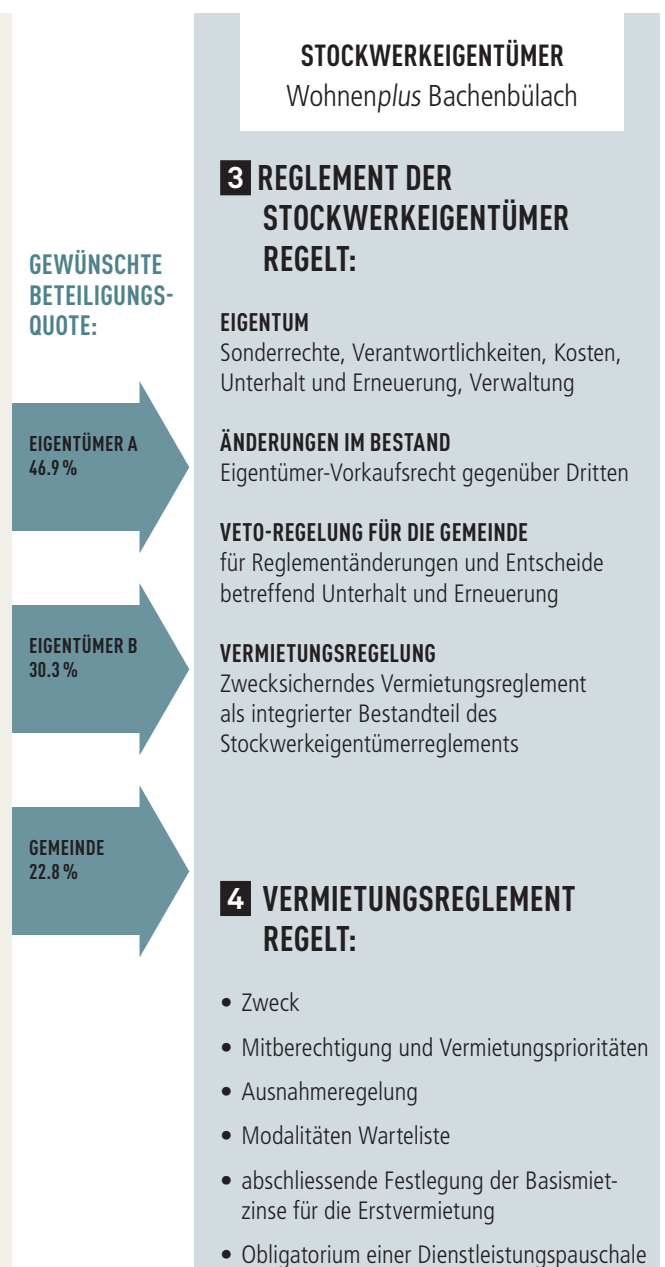 STOCKWERKEIGENTÜMER
Wohnenplus Bachenbülach
GEWÜNSCHTE
BETEILIGUNGS-
QUOTE:
EIGENTÜMER A
46.9 %
EIGENTÜMER B
30.3 %
GEMEINDE
22.8 %
3 REGLEMENT DER
STOCKWERKEIGENTÜMER
REGELT:
EIGENTUM
Sonderrechte, Verantwortlichkeiten, Kosten,
Unterhalt und Erneuerung, Verwaltung
ÄNDERUNGEN IM BESTAND
Eigentümer-Vorkaufsrecht gegenüber Dritten
VETO-REGELUNG FÜR DIE GEMEINDE
für Reglementänderungen und Entscheide
betreffend Unterhalt und Erneuerung
VERMIETUNGSREGELUNG
Zwecksicherndes Vermietungsreglement
als integrierter Bestandteil des
Stockwerkeigentümerreglements
4 VERMIETUNGSREGLEMENT
REGELT:
• Zweck
• Mitberechtigung und Vermietungsprioritäten
• Ausnahmeregelung
• Modalitäten Warteliste
• abschliessende Festlegung der Basismiet-
zinse für die Erstvermietung
• Obligatorium einer Dienstleistungspauschale